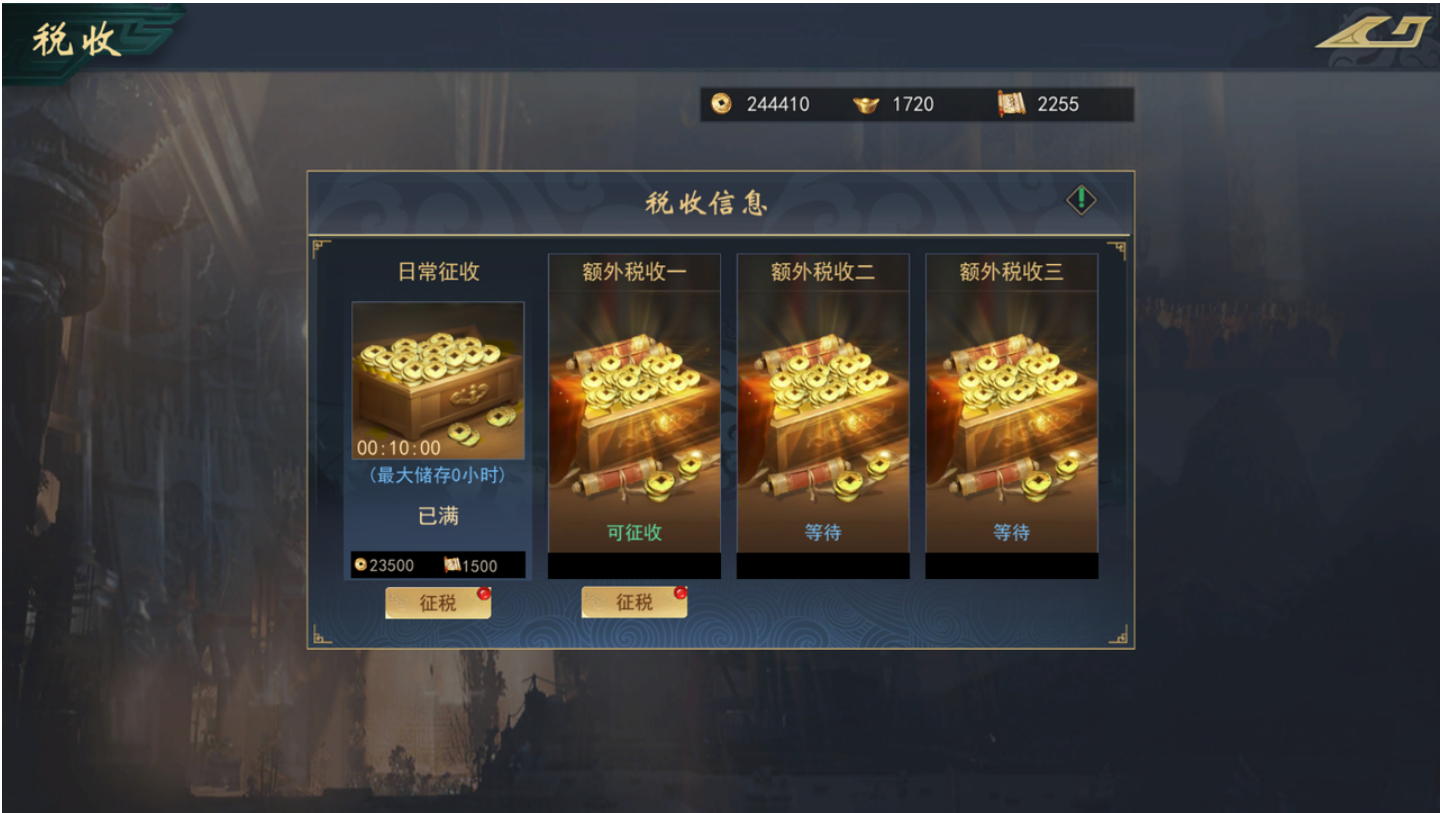 税收
244410 1720 2255
税收信息
日常征收 额外税收一 额外税收二 额外税收三
00:10:00
(最大储存0小时)
已满 可征收 等待 等待
23500 1500
征税 征税